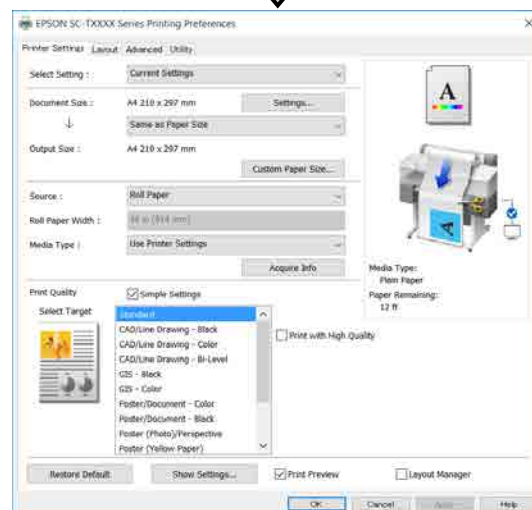 EPSON SC-TXXXX Series Printing Preferences
Printer Settings Layout Advanced Utility
Select Setting : Current Settings
Document Size : A4 210 x 297 mm Settings...
Same as Paper Size
Output Size : A4 210 x 297 mm
Custom Paper Size...
Source : Roll Paper
Roll Paper Width : 36 in (914 mm)
Media Type : Use Printer Settings
Acquire Info
A
A
Media Type:
Plain Paper
Paper Remaining:
12 ft
Print Quality Simple Settings
Select Target
Standard
CAD/Line Drawing - Black
CAD/Line Drawing - Color
CAD/Line Drawing - Bi-Level
GIS - Black
GIS - Color
Poster/Document - Color
Poster/Document - Black
Poster (Photo)/Perspective
Poster (Yellow Paper)
Print with High Quality
Restore Default Show Settings... Print Preview Layout Manager
OK Cancel Apply Help